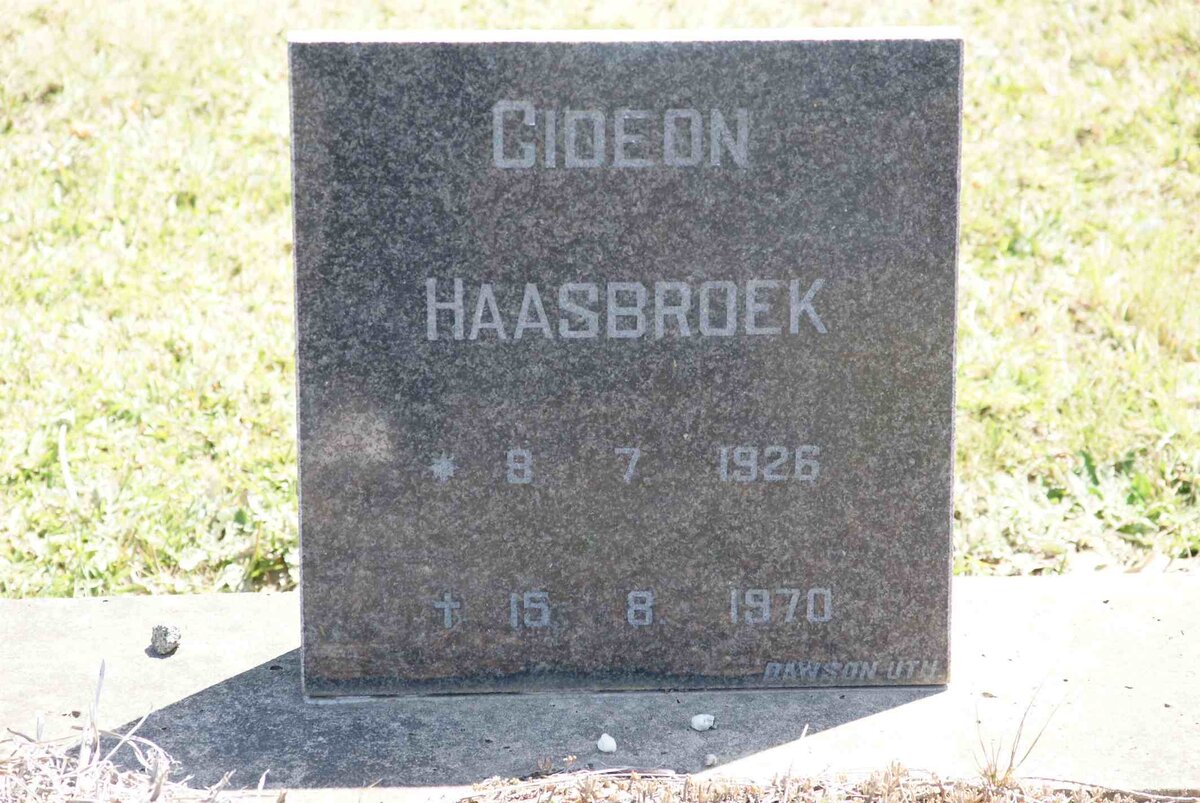 GIDEON
HAASBROEK
* 8 7 1926
† 15 8 1970
DAWSON UTH